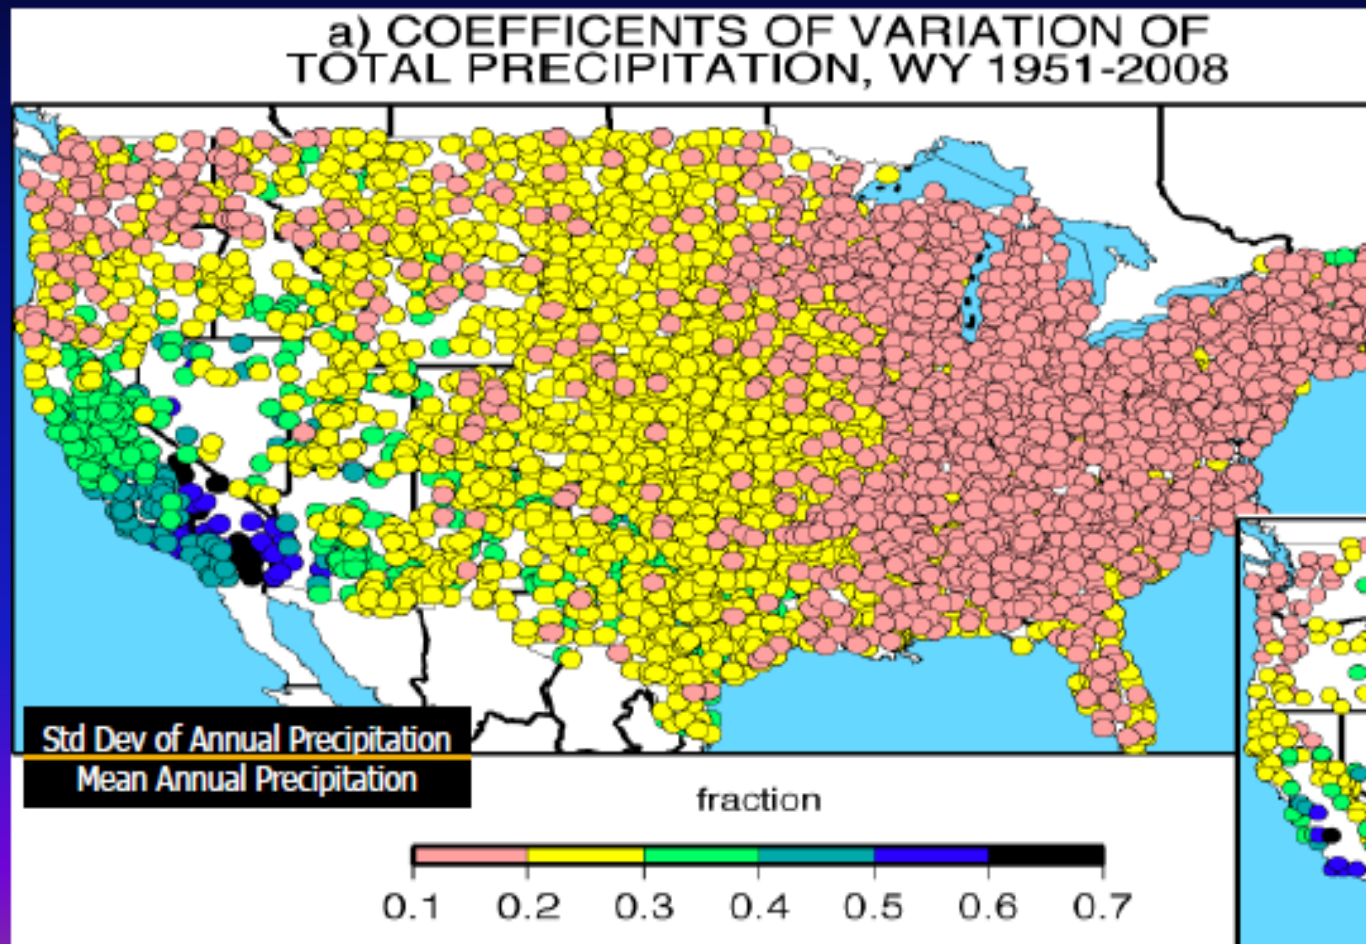 a) COEFFICENTS OF VARIATION OF
TOTAL PRECIPITATION, WY 1951-2008
Std Dev of Annual Precipitation
Mean Annual Precipitation
fraction
0.1 0.2 0.3 0.4 0.5 0.6 0.7